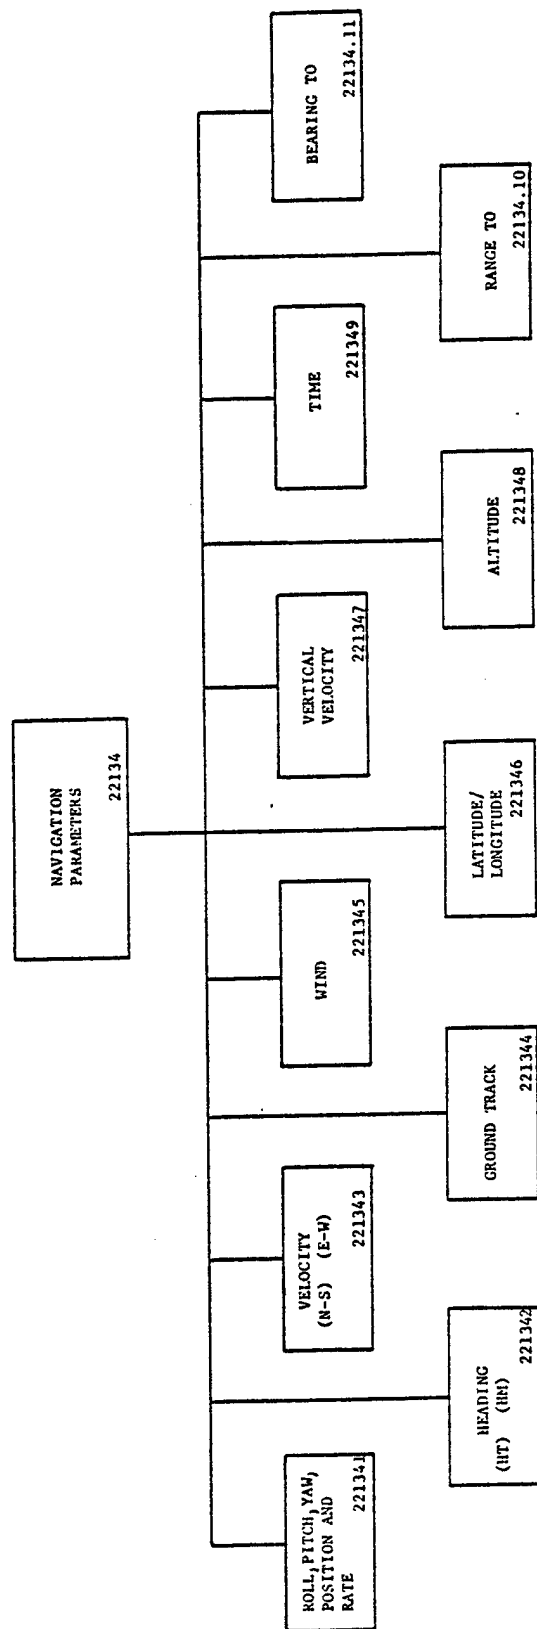 NAVIGATION
PARAMETERS
22134
ROLL, PITCH, YAW,
POSITION AND
RATE
221341
HEADING
(HT) (HM)
221342
VELOCITY
(N-S) (E-W)
221343
GROUND TRACK
221344
WIND
221345
LATITUDE/
LONGITUDE
221346
VERTICAL
VELOCITY
221347
ALTITUDE
221348
TIME
221349
RANGE TO
22134.10
BEARING TO
22134.11